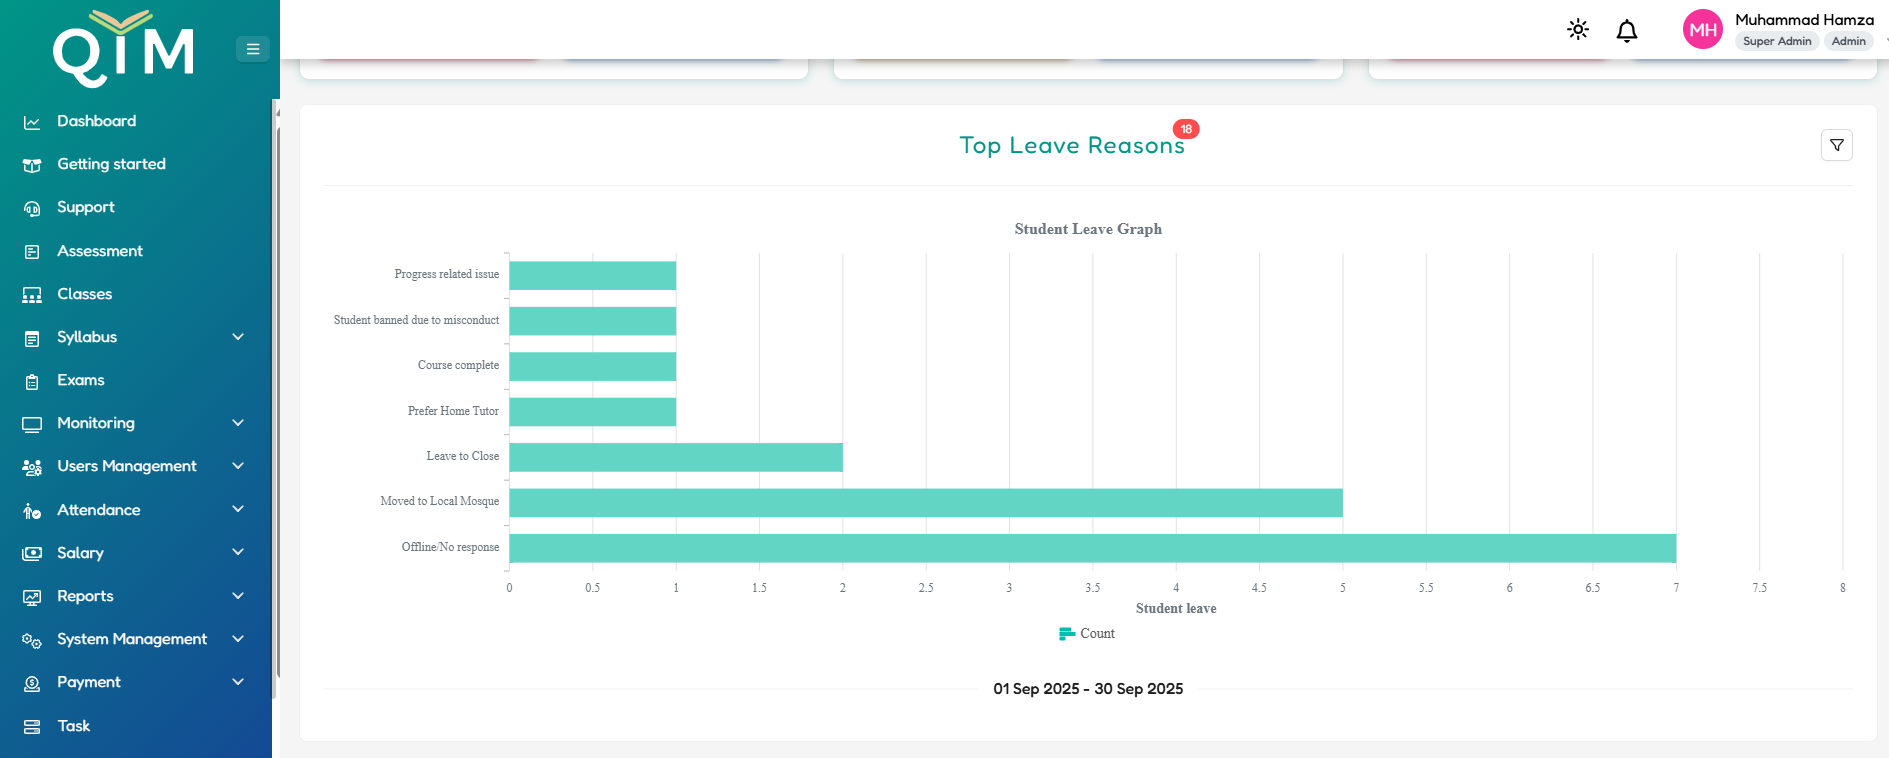 QIM
MH
Muhammad Hamza
Super Admin
Admin
Dashboard
Getting started
Support
Assessment
Classes
Syllabus
Exams
Monitoring
Users Management
Attendance
Salary
Reports
System Management
Payment
Task
Top Leave Reasons
18
Student Leave Graph
Progress related issue
Student banned due to misconduct
Course complete
Prefer Home Tutor
Leave to Close
Moved to Local Mosque
Offline/No response
0 0.5 1 1.5 2 2.5 3 3.5 4 4.5 5 5.5 6 6.5 7 7.5 8
Student leave
Count
01 Sep 2025 - 30 Sep 2025